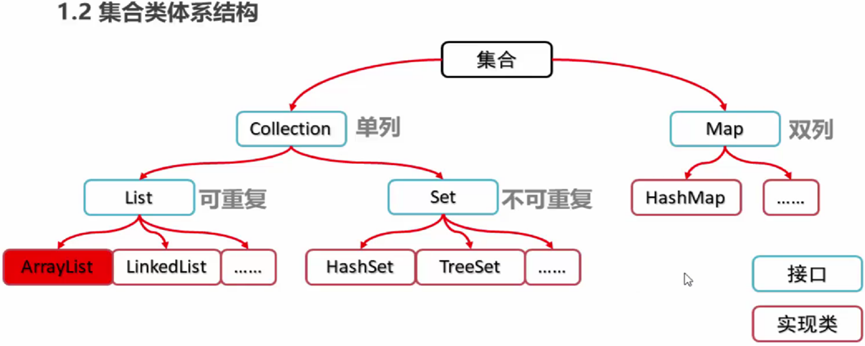 1.2 集合类体系结构
集合
Collection 单列
Map 双列
List 可重复
Set 不可重复
HashMap
……
ArrayList
LinkedList
……
HashSet
TreeSet
……
接口
实现类